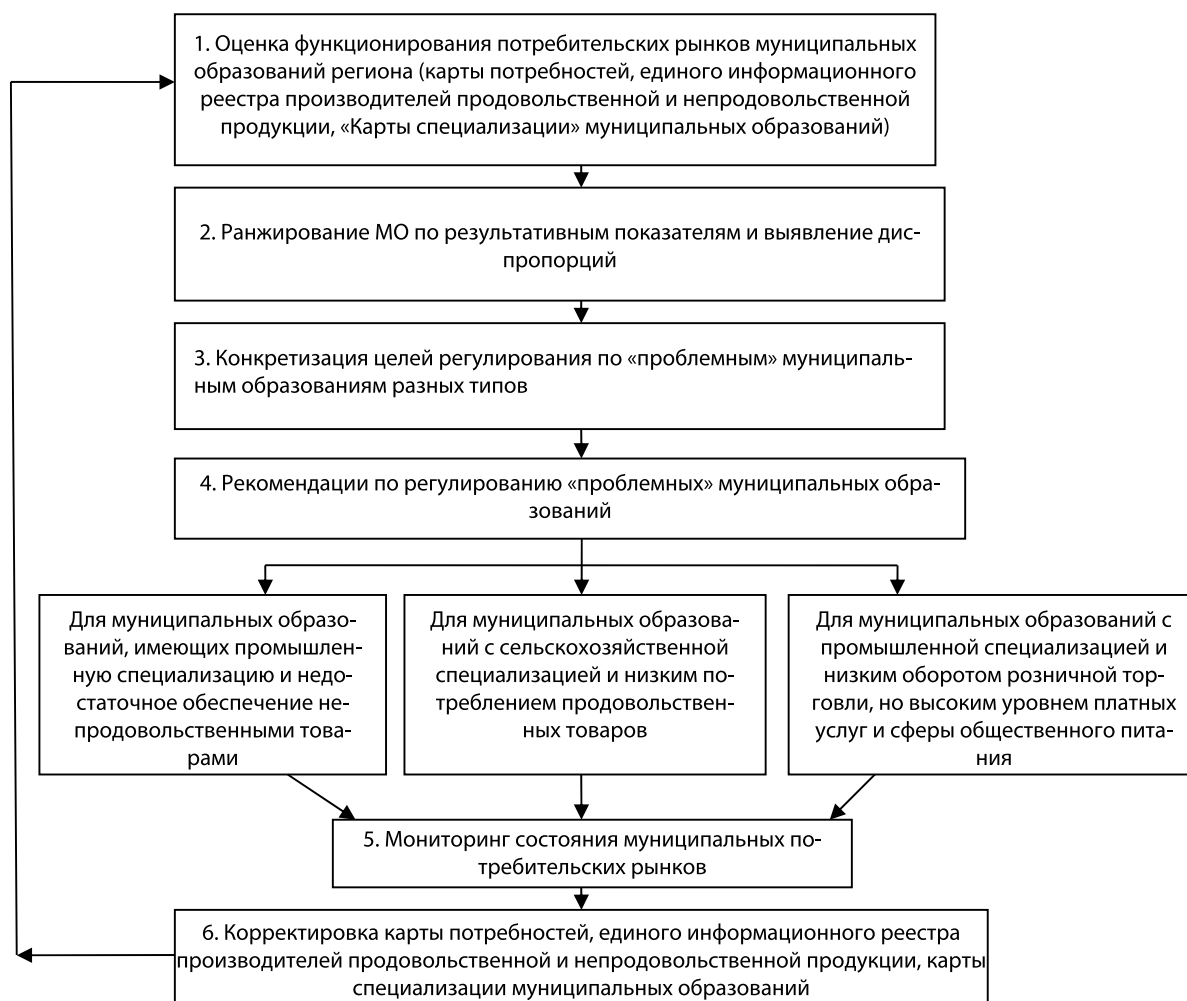 1. Оценка функционирования потребительских рынков муниципальных
образований региона (карты потребностей, единого информационного
реестра производителей продовольственной и непродовольственной
продукции, «Карты специализации» муниципальных образований)
2. Ранжирование МО по результативным показателям и выявление дис-
пропорций
3. Конкретизация целей регулирования по «проблемным» муниципаль-
ным образованиям разных типов
4. Рекомендации по регулированию «проблемных» муниципальных обра-
зований
Для муниципальных образо-
ваний, имеющих промышлен-
ную специализацию и недо-
статочное обеспечение не-
продовольственными това-
рами
Для муниципальных образова-
ний с сельскохозяйственной
специализацией и низким по-
треблением продовольствен-
ных товаров
Для муниципальных образований с
промышленной специализацией и
низким оборотом розничной тор-
говли, но высоким уровнем платных
услуг и сферы общественного пита-
ния
5. Мониторинг состояния муниципальных по-
требительских рынков
6. Корректировка карты потребностей, единого информационного реестра
производителей продовольственной и непродовольственной продукции, карты
специализации муниципальных образований